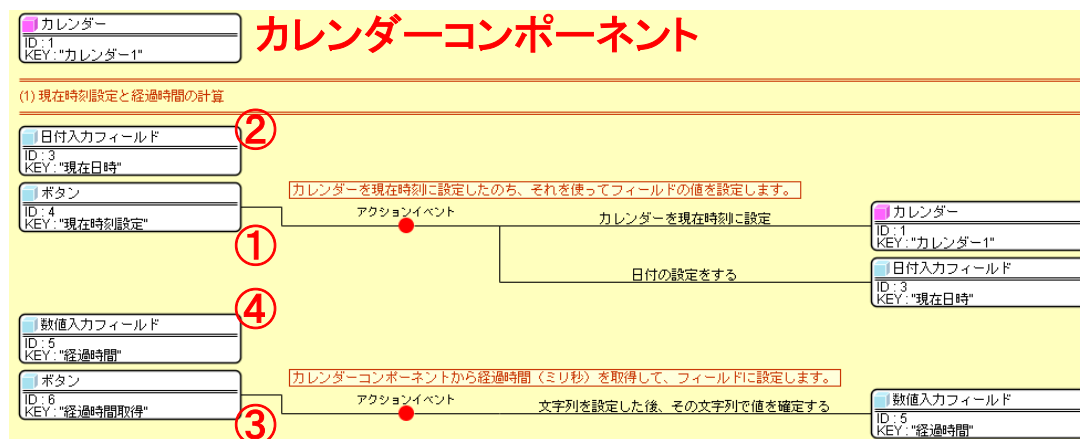 カレンダー
ID : 1
KEY : "カレンダー1"
カレンダーコンポーネント
(1) 現在時刻設定と経過時間の計算
日付入力フィールド
ID : 3
KEY : "現在日時"
②
ボタン
ID : 4
KEY : "現在時刻設定"
①
カレンダーを現在時刻に設定したのち、それを使ってフィールドの値を設定します。
アクションイベント
カレンダーを現在時刻に設定
カレンダー
ID : 1
KEY : "カレンダー1"
日付の設定をする
日付入力フィールド
ID : 3
KEY : "現在日時"
④
数値入力フィールド
ID : 5
KEY : "経過時間"
ボタン
ID : 6
KEY : "経過時間取得"
③
カレンダーコンポーネントから経過時間（ミリ秒）を取得して、フィールドに設定します。
アクションイベント
文字列を設定した後、その文字列で値を確定する
数値入力フィールド
ID : 5
KEY : "経過時間"